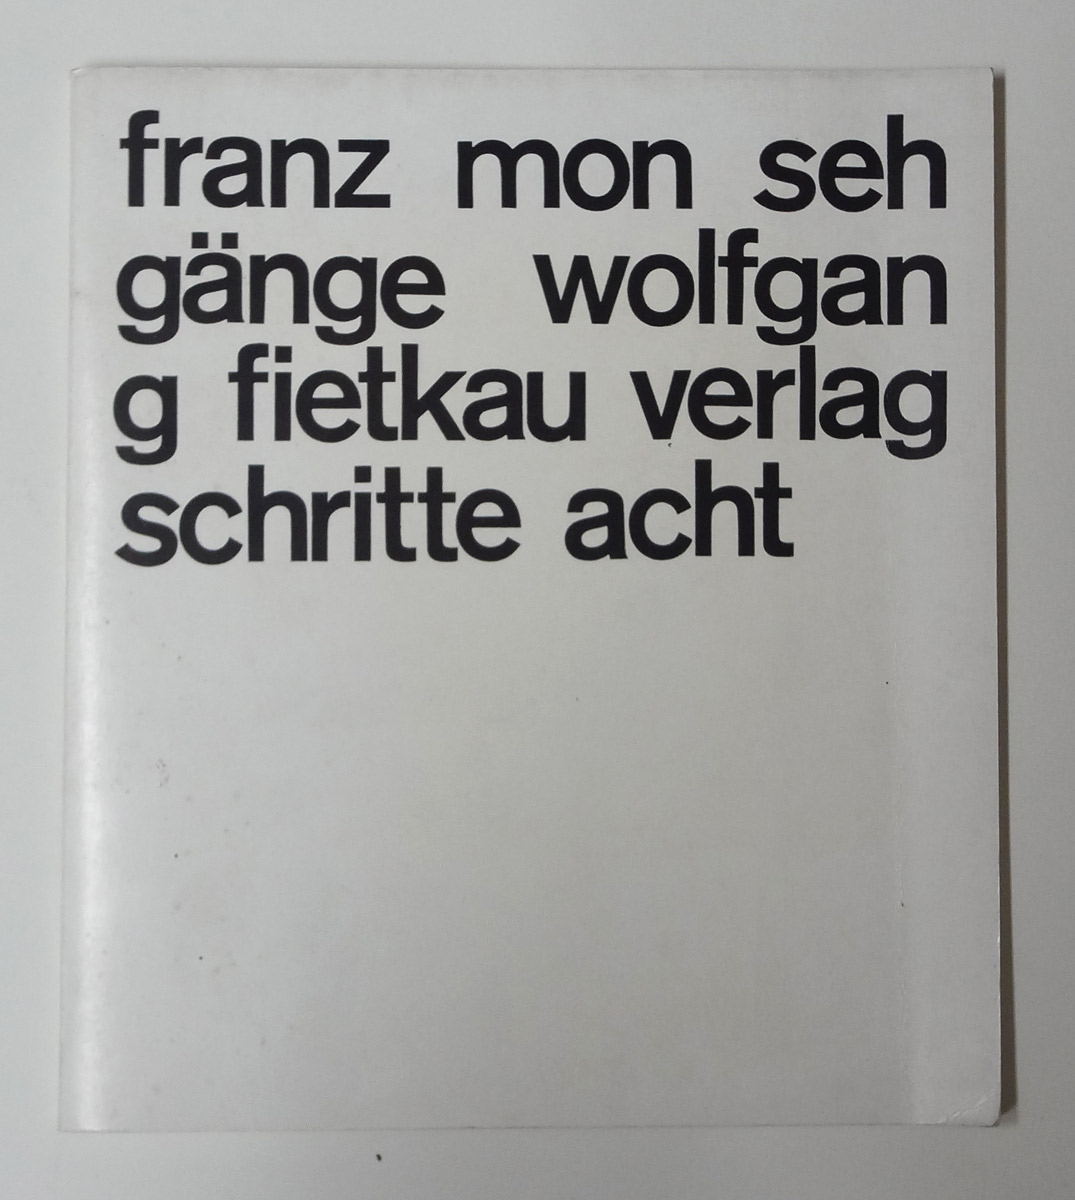 franz mon seh
gänge wolfgan
g fietkau verlag
schritte acht